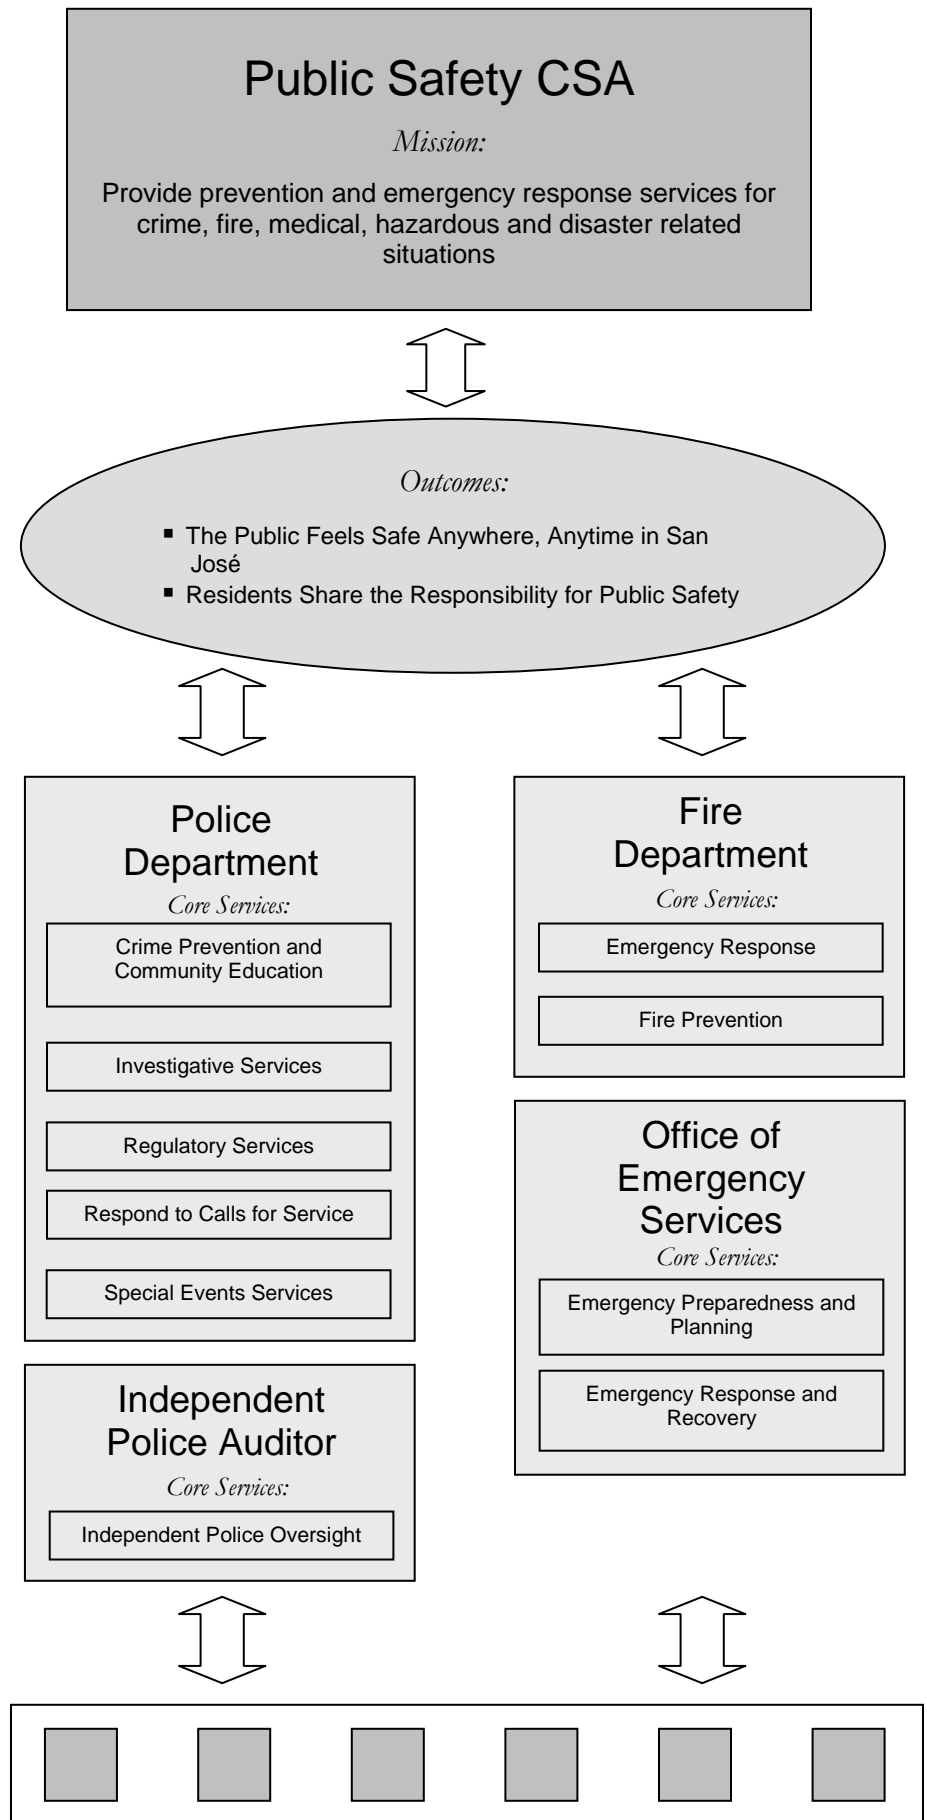 Public Safety CSA
Mission:
Provide prevention and emergency response services for
crime, fire, medical, hazardous and disaster related
situations
Outcomes:
▪ The Public Feels Safe Anywhere, Anytime in San
José
▪ Residents Share the Responsibility for Public Safety
Police
Department
Core Services:
Crime Prevention and
Community Education
Investigative Services
Regulatory Services
Respond to Calls for Service
Special Events Services
Independent
Police Auditor
Core Services:
Independent Police Oversight
Fire
Department
Core Services:
Emergency Response
Fire Prevention
Office of
Emergency
Services
Core Services:
Emergency Preparedness and
Planning
Emergency Response and
Recovery